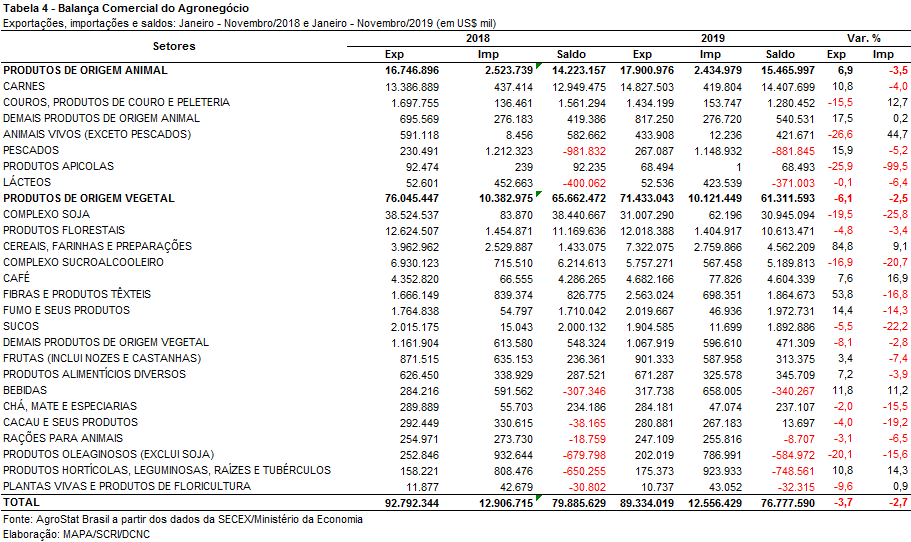 Tabela 4 - Balança Comercial do Agronegócio
Exportações, importações e saldos: Janeiro - Novembro/2018 e Janeiro - Novembro/2019 (em US$ mil)
Setores 2018 2019 Var. %
Exp Imp Saldo Exp Imp Saldo Exp Imp
PRODUTOS DE ORIGEM ANIMAL 16.746.896 2.523.739 14.223.157 17.900.976 2.434.979 15.465.997 6,9 -3,5
CARNES 13.386.889 437.414 12.949.475 14.827.503 419.804 14.407.699 10,8 -4,0
COUROS, PRODUTOS DE COURO E PELETERIA 1.697.755 136.461 1.561.294 1.434.199 153.747 1.280.452 -15,5 12,7
DEMAIS PRODUTOS DE ORIGEM ANIMAL 695.569 276.183 419.386 817.250 276.720 540.531 17,5 0,2
ANIMAIS VIVOS (EXCETO PESCADOS) 591.118 8.456 582.662 433.908 12.236 421.671 -26,6 44,7
PESCADOS 230.491 1.212.323 -981.832 267.087 1.148.932 -881.845 15,9 -5,2
PRODUTOS APICOLAS 92.474 239 92.235 68.494 1 68.493 -25,9 -99,5
LÁCTEOS 52.601 452.663 -400.062 52.536 423.539 -371.003 -0,1 -6,4
PRODUTOS DE ORIGEM VEGETAL 76.045.447 10.382.975 65.662.472 71.433.043 10.121.449 61.311.593 -6,1 -2,5
COMPLEXO SOJA 38.524.537 83.870 38.440.667 31.007.290 62.196 30.945.094 -19,5 -25,8
PRODUTOS FLORESTAIS 12.624.507 1.454.871 11.169.636 12.018.388 1.404.917 10.613.471 -4,8 -3,4
CEREAIS, FARINHAS E PREPARAÇÕES 3.962.962 2.529.887 1.433.075 7.322.075 2.759.866 4.562.209 84,8 9,1
COMPLEXO SUCROALCOOLEIRO 6.930.123 715.510 6.214.613 5.757.271 567.458 5.189.813 -16,9 -20,7
CAFÉ 4.352.820 66.555 4.286.265 4.682.166 77.826 4.604.339 7,6 16,9
FIBRAS E PRODUTOS TÊXTEIS 1.666.149 839.374 826.775 2.563.024 698.351 1.864.673 53,8 -16,8
FUMO E SEUS PRODUTOS 1.764.838 54.797 1.710.042 2.019.667 46.936 1.972.731 14,4 -14,3
SUCOS 2.015.175 15.043 2.000.132 1.904.585 11.699 1.892.886 -5,5 -22,2
DEMAIS PRODUTOS DE ORIGEM VEGETAL 1.161.904 613.580 548.324 1.067.919 596.610 471.309 -8,1 -2,8
FRUTAS (INCLUI NOZES E CASTANHAS) 871.515 635.153 236.361 901.333 587.958 313.375 3,4 -7,4
PRODUTOS ALIMENTÍCIOS DIVERSOS 626.450 338.929 287.521 671.287 325.578 345.709 7,2 -3,9
BEBIDAS 284.216 591.562 -307.346 317.738 658.005 -340.267 11,8 11,2
CHÁ, MATE E ESPECIARIAS 289.889 55.703 234.186 284.181 47.074 237.107 -2,0 -15,5
CACAU E SEUS PRODUTOS 292.449 330.615 -38.165 280.881 267.183 13.697 -4,0 -19,2
RAÇÕES PARA ANIMAIS 254.971 273.730 -18.759 247.109 255.816 -8.707 -3,1 -6,5
PRODUTOS OLEAGINOSOS (EXCLUI SOJA) 252.846 932.644 -679.798 202.019 786.991 -584.972 -20,1 -15,6
PRODUTOS HORTÍCOLAS, LEGUMINOSAS, RAÍZES E TUBÉRCULOS 158.221 808.476 -650.255 175.373 923.933 -748.561 10,8 14,3
PLANTAS VIVAS E PRODUTOS DE FLORICULTURA 11.877 42.679 -30.802 10.737 43.052 -32.315 -9,6 0,9
TOTAL 92.792.344 12.906.715 79.885.629 89.334.019 12.556.429 76.777.590 -3,7 -2,7
Fonte: AgroStat Brasil a partir dos dados da SECEX/Ministério da Economia
Elaboração: MAPA/SCRI/DCNC